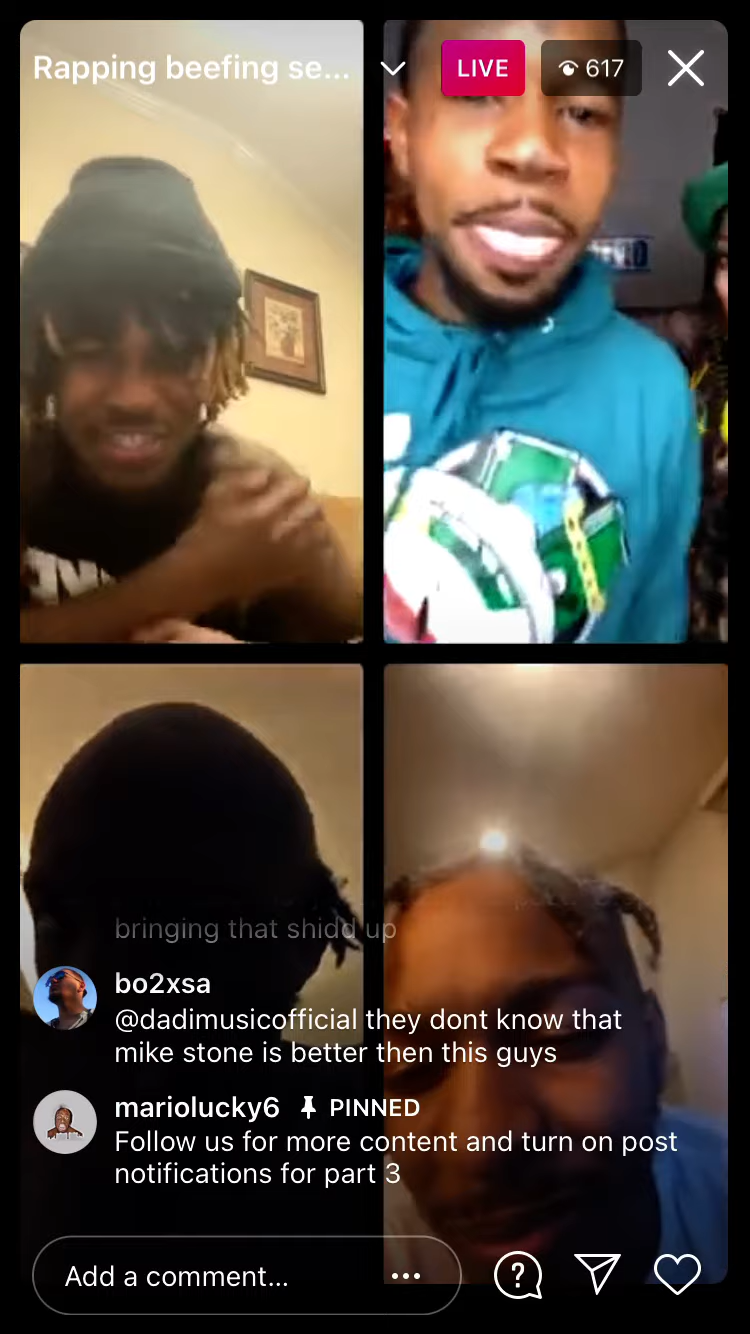 Rapping beefing se...
LIVE
617
bringing that shidd up
bo2xsa
@dadimusicofficial they dont know that
mike stone is better then this guys
mariolucky6 PINNED
Follow us for more content and turn on post
notifications for part 3
Add a comment...